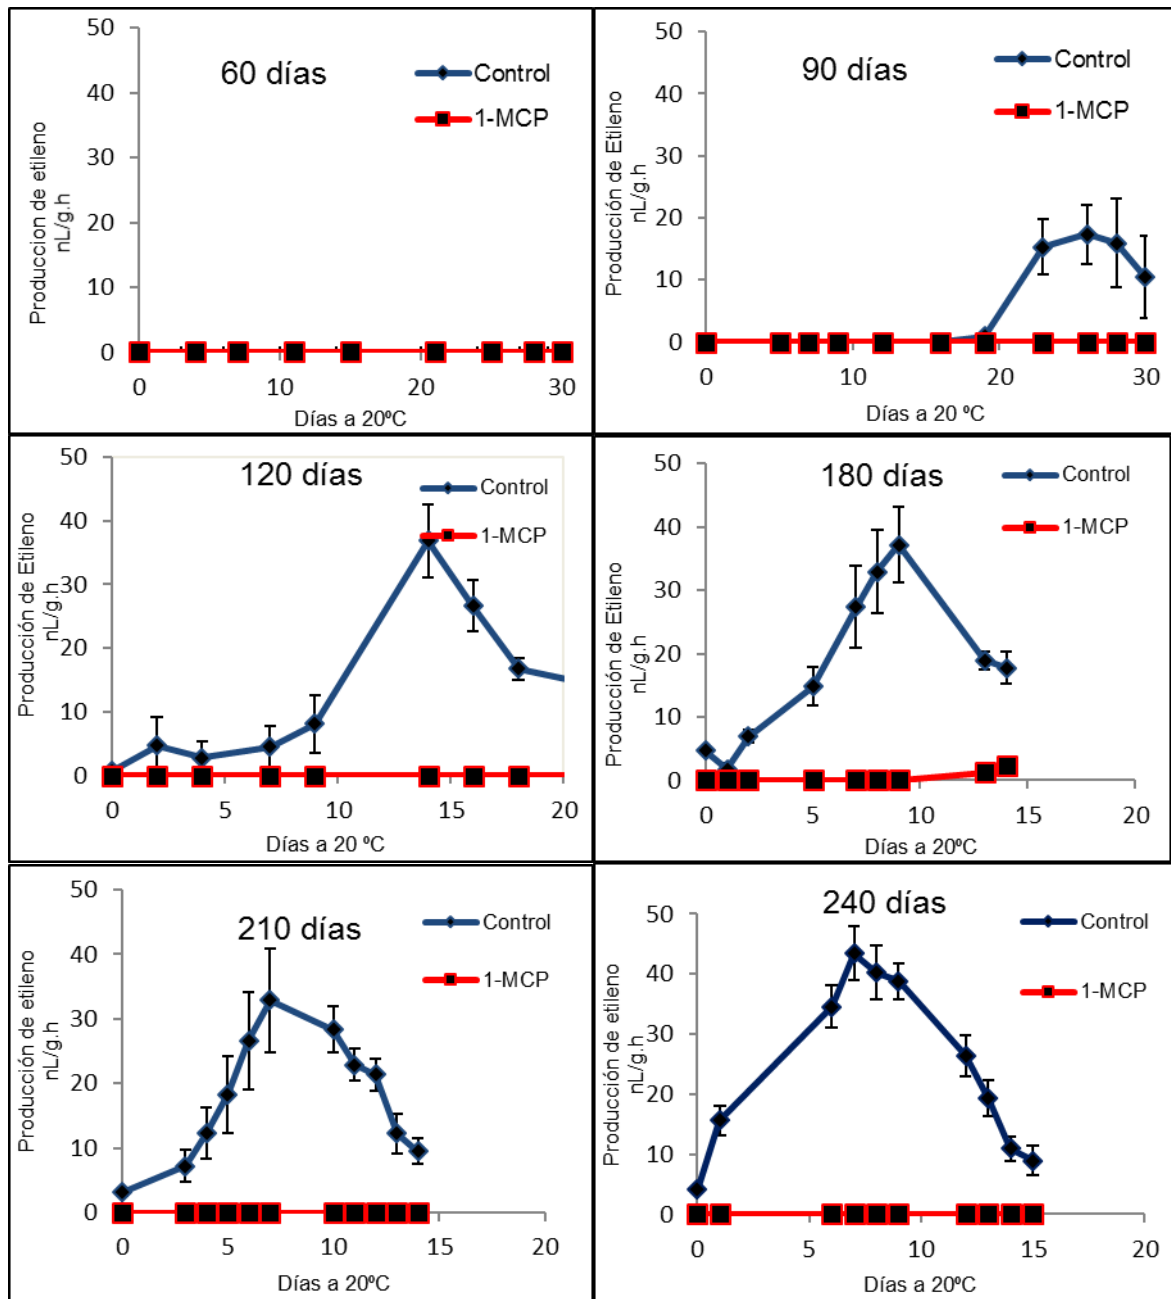 60 días
Control
1-MCP
Produccion de etileno
nL/g.h
50
40
30
20
10
0
0 10 20 30
Días a 20ºC
90 días
Control
1-MCP
Producción de Etileno
nL/g.h
50
40
30
20
10
0
0 10 20 30
Días a 20 ºC
120 días
Control
1-MCP
Producción de Etileno
nL/g.h
50
40
30
20
10
0
0 5 10 15 20
Días a 20 ºC
180 días
Control
1-MCP
Producción de Etileno
nL/g.h
50
40
30
20
10
0
0 5 10 15 20
Días a 20ºC
210 días
Control
1-MCP
Producción de etileno
nL/g.h
50
40
30
20
10
0
0 5 10 15 20
Días a 20ºC
240 días
Control
1-MCP
Producción de etileno
nL/g.h
50
40
30
20
10
0
0 5 10 15 20
Días a 20ºC